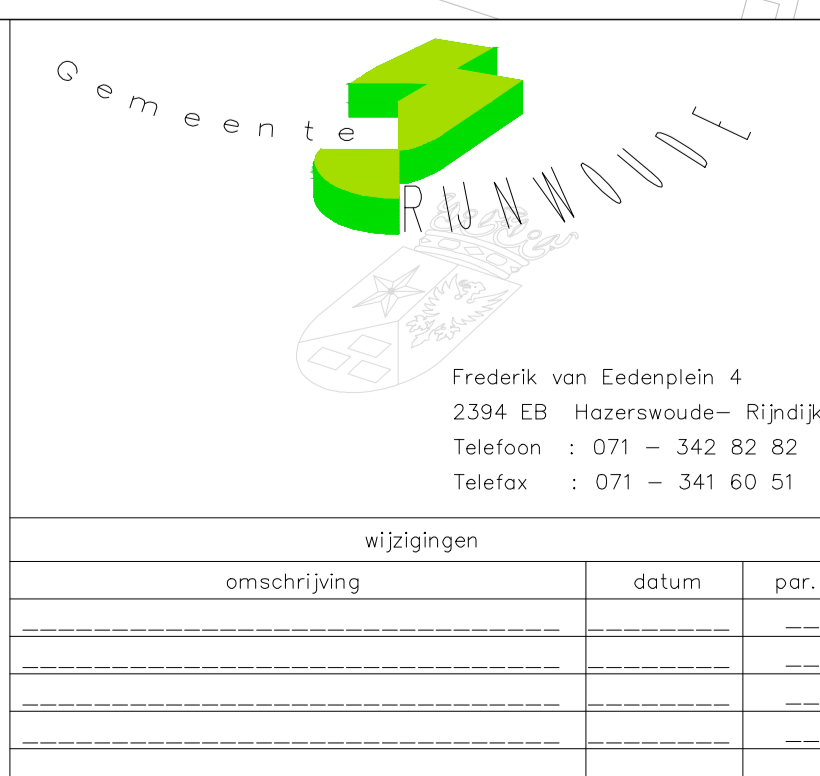 Gemeente
RIJNWOUDE
Frederik van Eedenplein 4
2394 EB Hazerswoude– Rijndijk
Telefoon : 071 – 342 82 82
Telefax : 071 – 341 60 51
wijzigingen
omschrijving datum par.